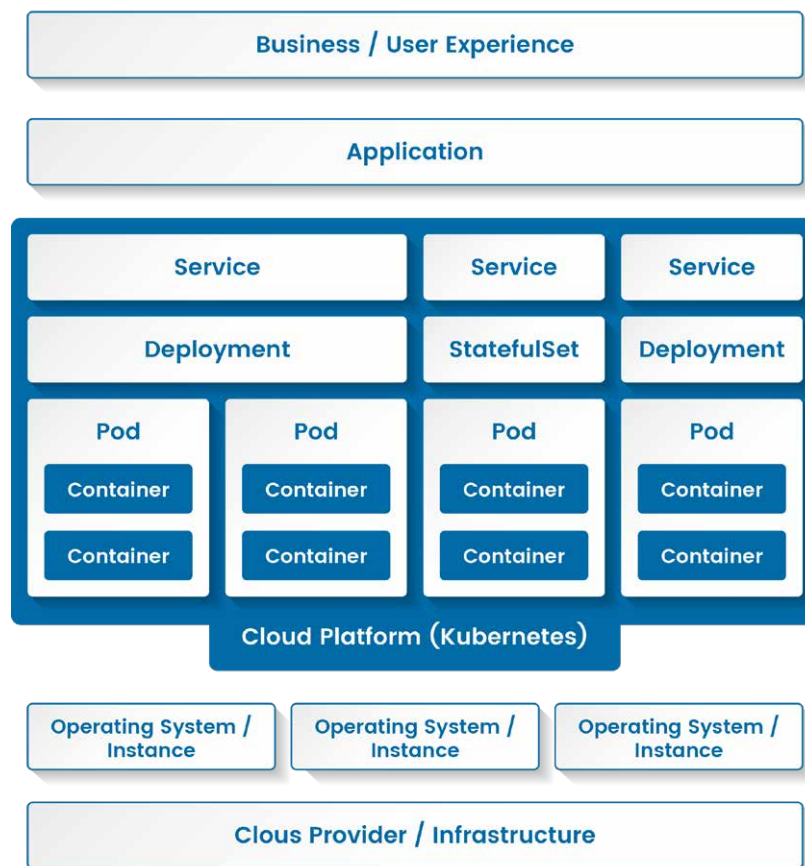 Business / User Experience
Application
Service
Service
Service
Deployment
StatefulSet
Deployment
Pod
Pod
Pod
Pod
Container
Container
Container
Container
Container
Container
Container
Container
Cloud Platform (Kubernetes)
Operating System /
Instance
Operating System /
Instance
Operating System /
Instance
Clous Provider / Infrastructure